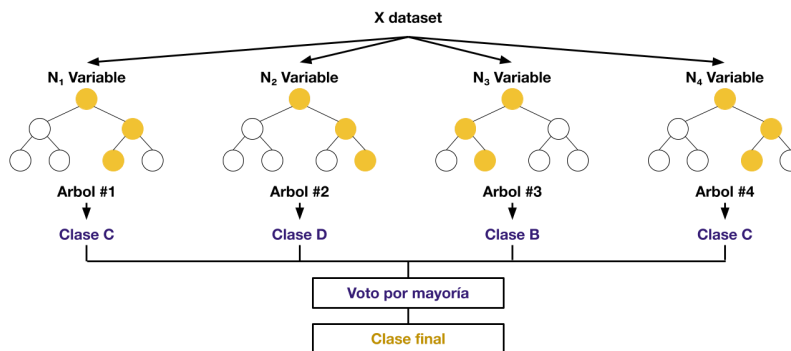 X dataset
N₁ Variable
N₂ Variable
N₃ Variable
N₄ Variable
Arbol #1
Arbol #2
Arbol #3
Arbol #4
Clase C
Clase D
Clase B
Clase C
Voto por mayoría
Clase final